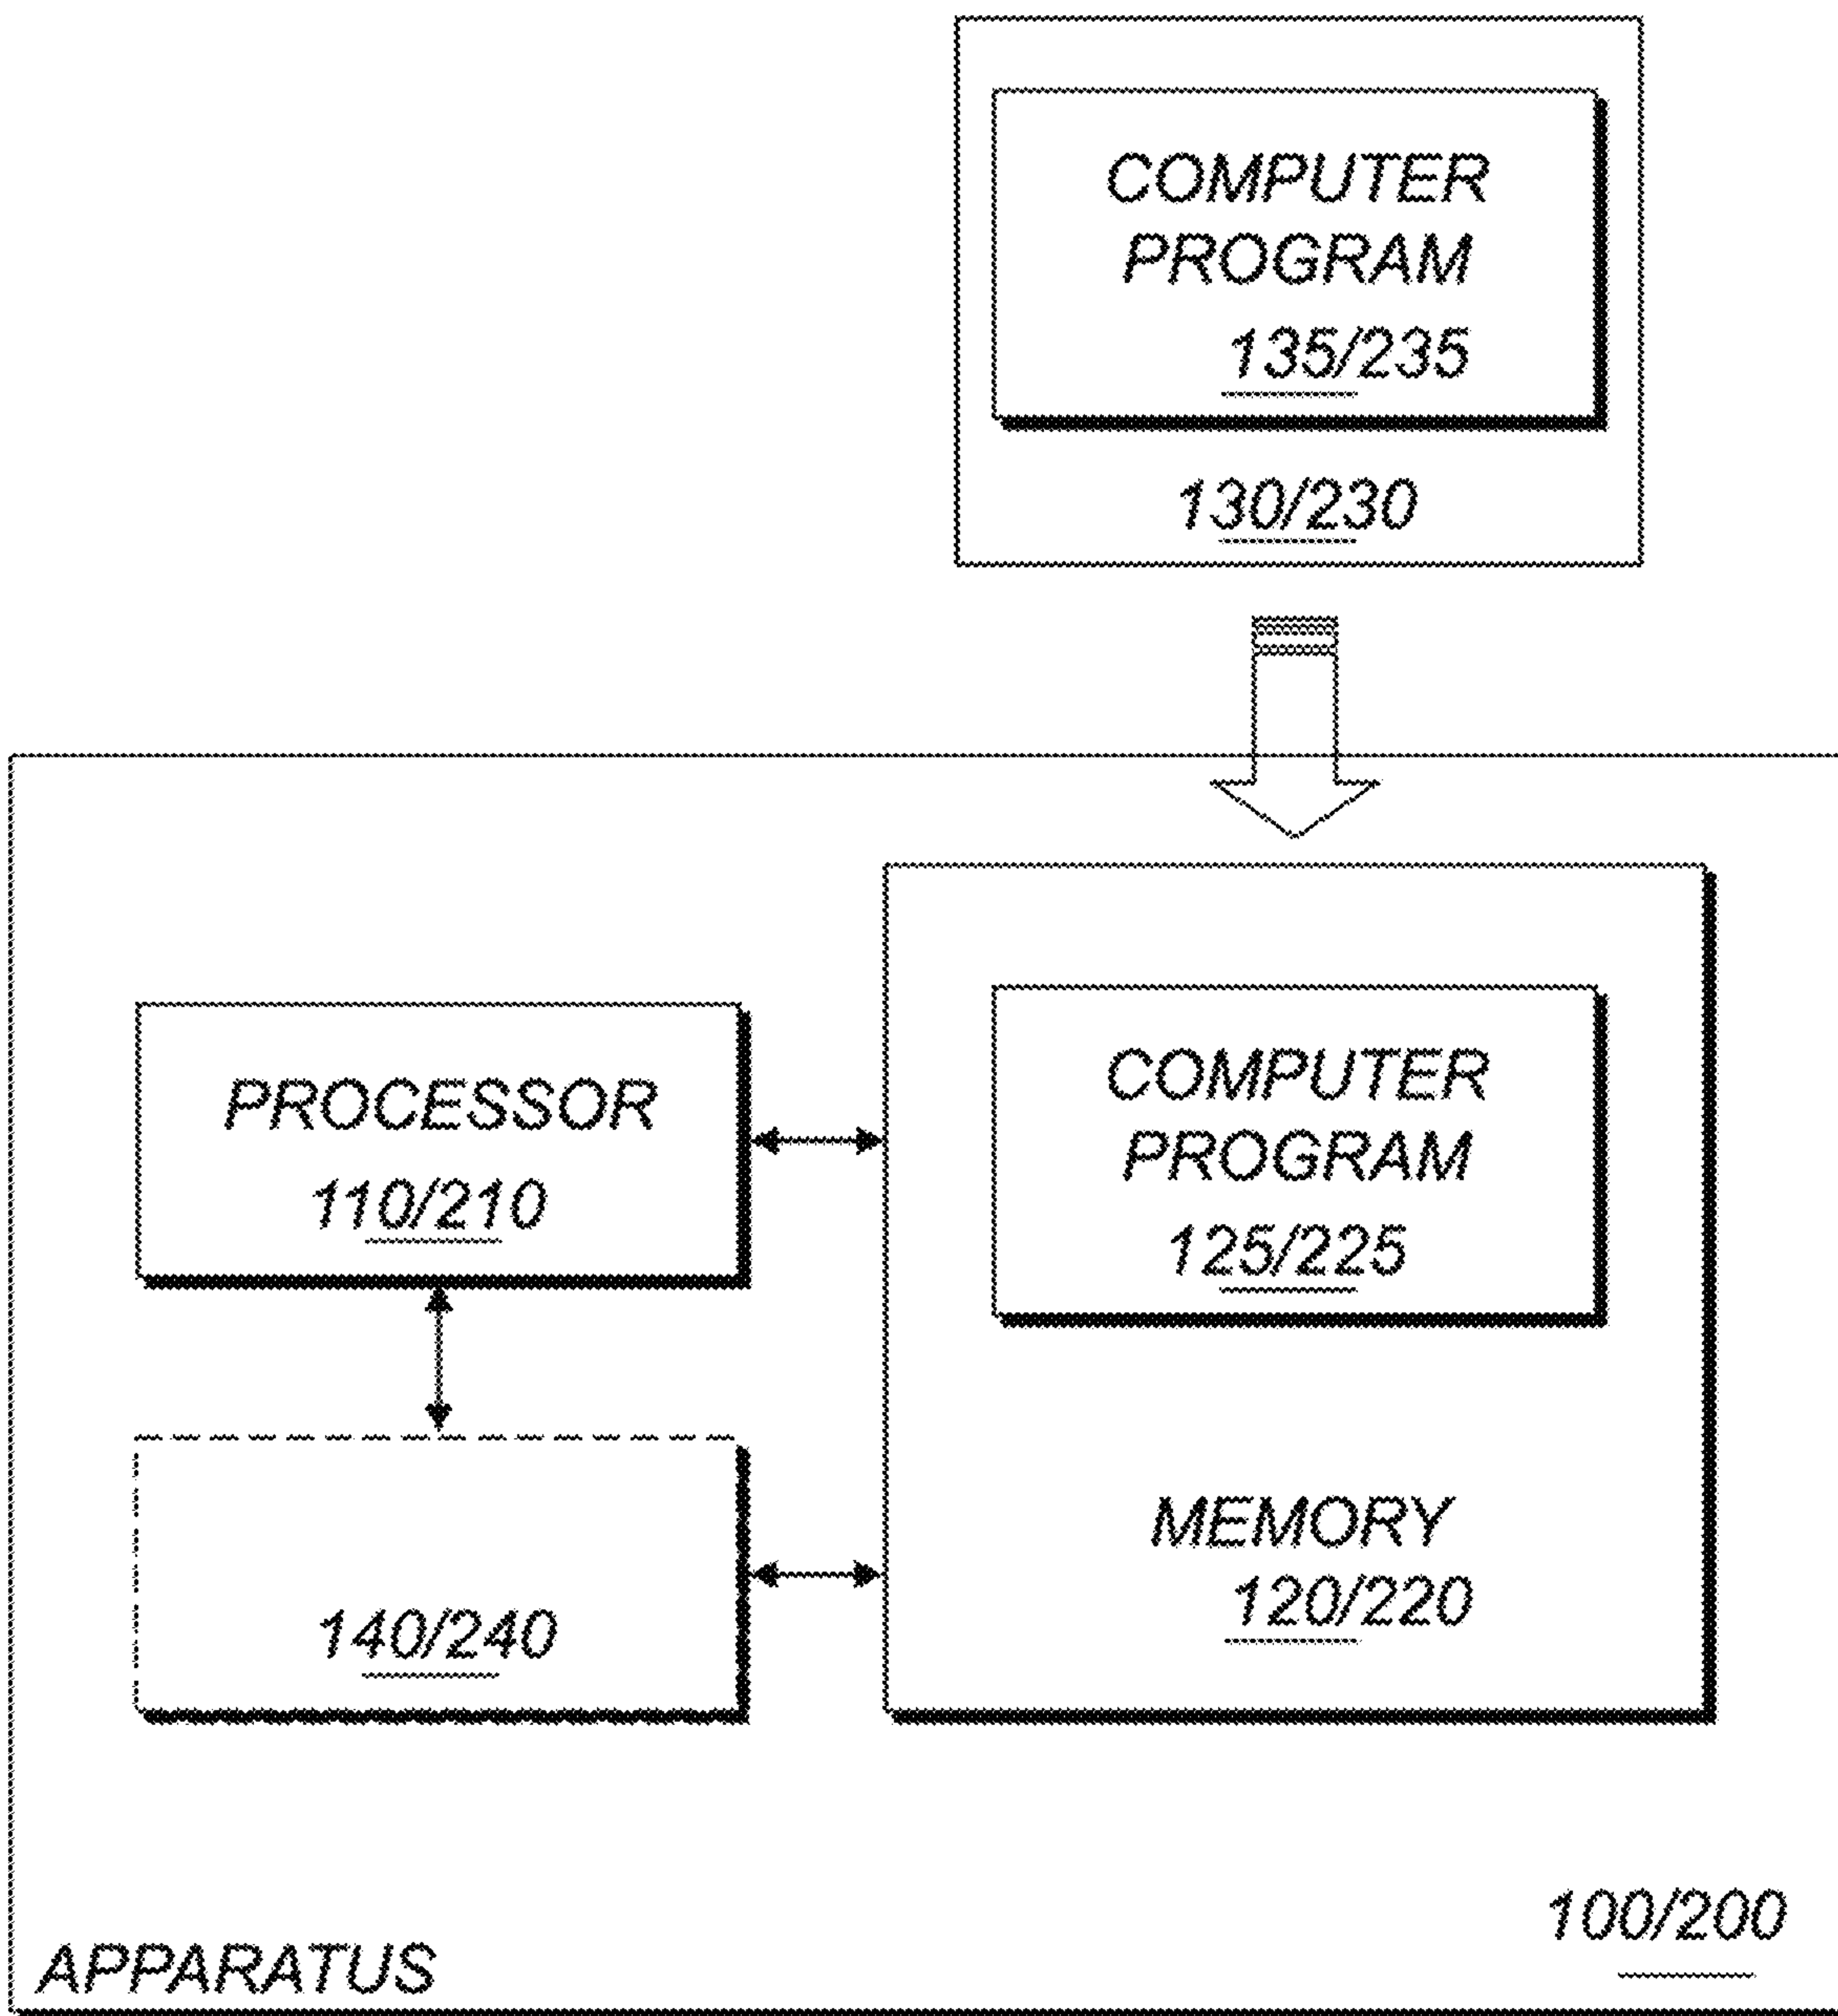 COMPUTER
PROGRAM
135/235
130/230
PROCESSOR
110/210
COMPUTER
PROGRAM
125/225
140/240
MEMORY
120/220
100/200
APPARATUS